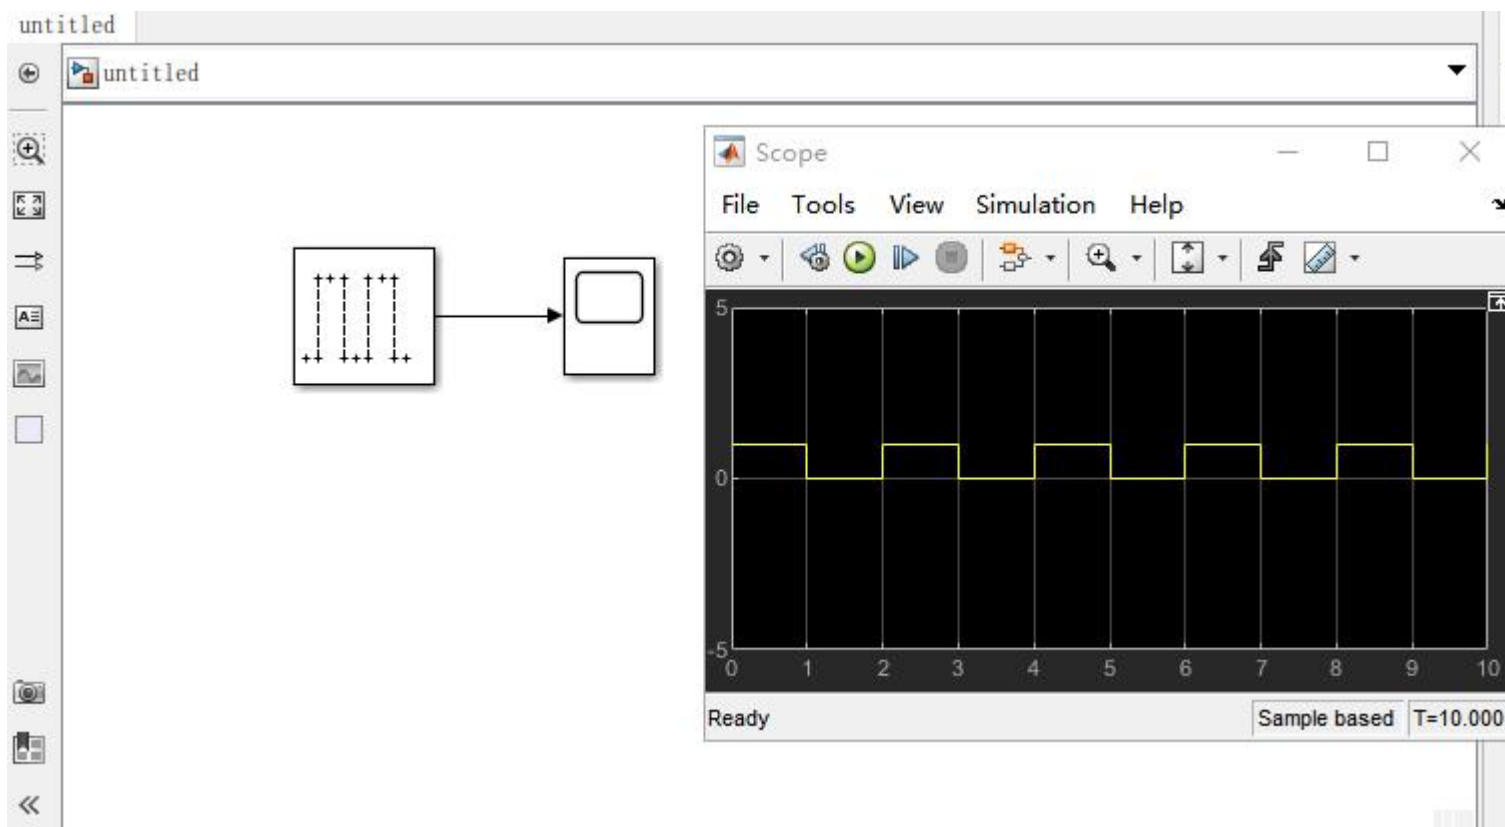 untitled
untitled
Scope
File Tools View Simulation Help
5
0
-5
0 1 2 3 4 5 6 7 8 9 10
Ready Sample based T=10.000